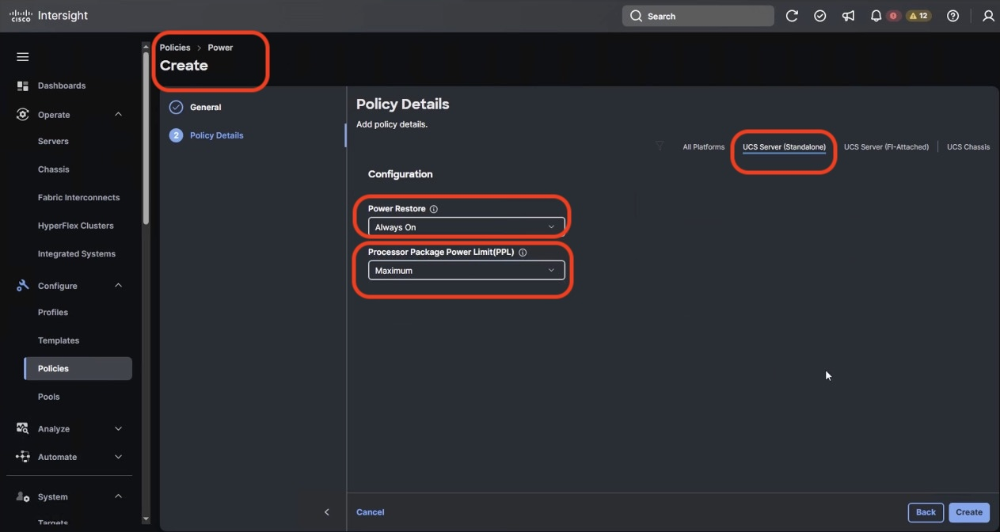 CISCO Intersight
Search
12
Dashboards
Operate
Servers
Chassis
Fabric Interconnects
HyperFlex Clusters
Integrated Systems
Configure
Profiles
Templates
Policies
Pools
Analyze
Automate
System
Targets
Policies > Power
Create
General
2 Policy Details
Policy Details
Add policy details.
All Platforms UCS Server (Standalone) UCS Server (FI-Attached) UCS Chassis
Configuration
Power Restore
Always On
Processor Package Power Limit(PPL)
Maximum
Cancel Back Create